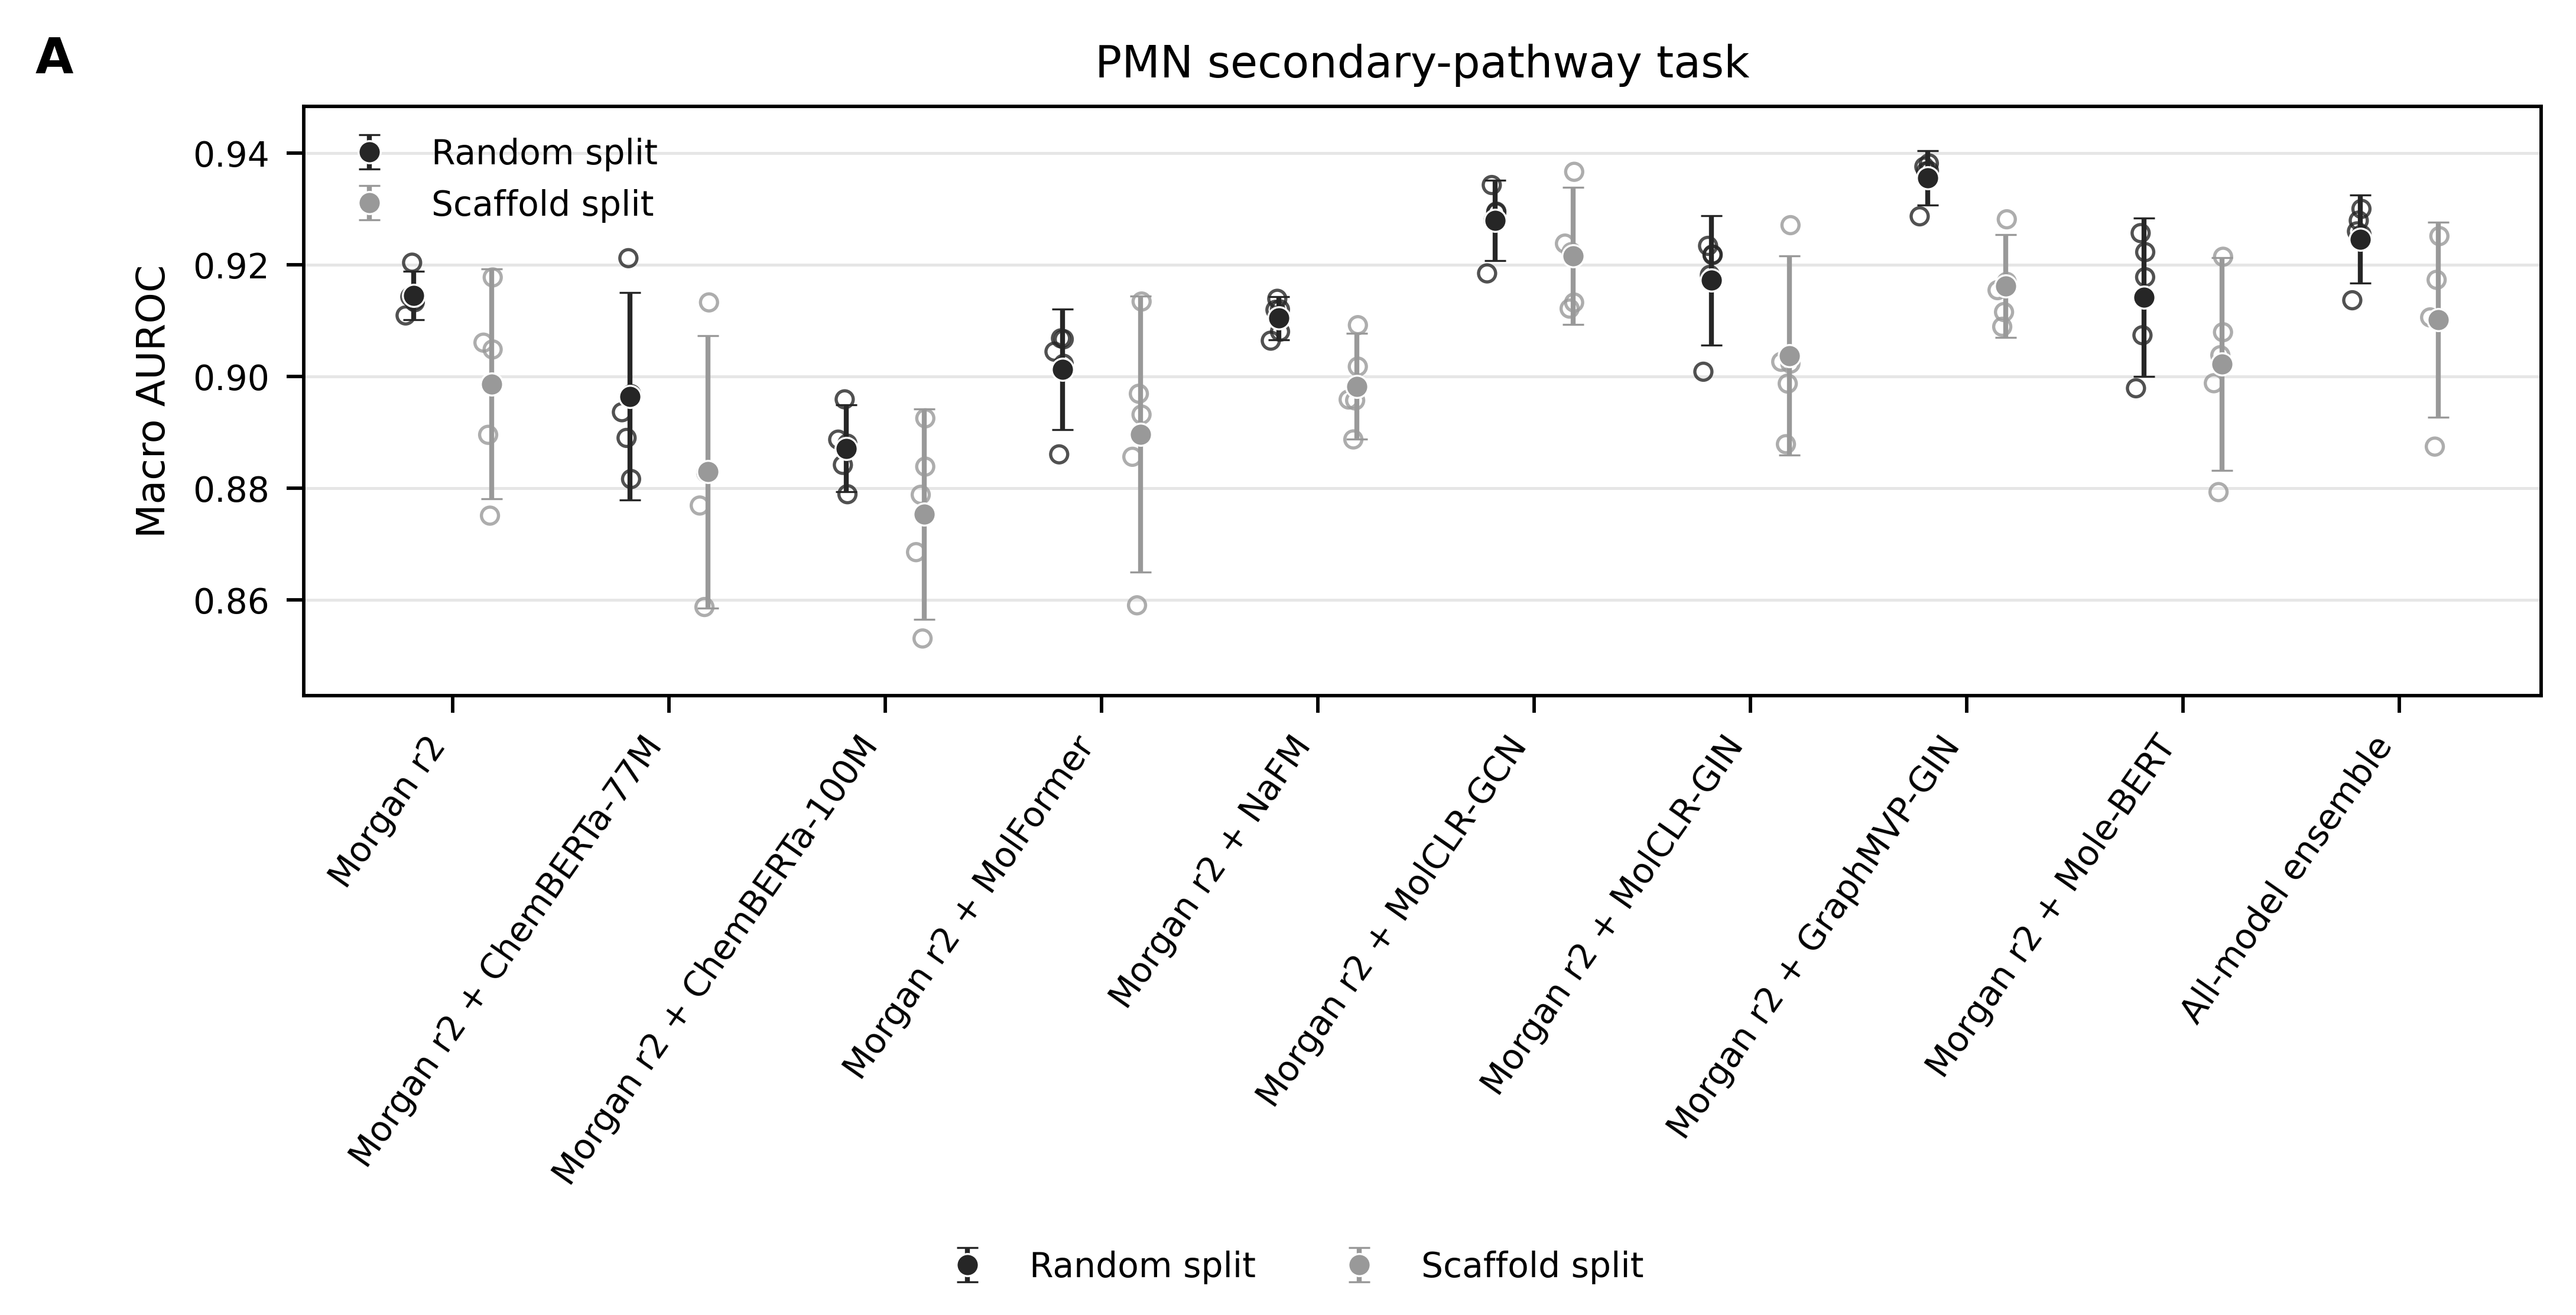 A
PMN secondary-pathway task
Macro AUROC
0.94
0.92
0.90
0.88
0.86
Random split
Scaffold split
Morgan r2
Morgan r2 + ChemBERTa-77M
Morgan r2 + ChemBERTa-100M
Morgan r2 + MolFormer
Morgan r2 + NaFM
Morgan r2 + MolCLR-GCN
Morgan r2 + MolCLR-GIN
Morgan r2 + GraphMVP-GIN
Morgan r2 + Mole-BERT
All-model ensemble
Random split
Scaffold split